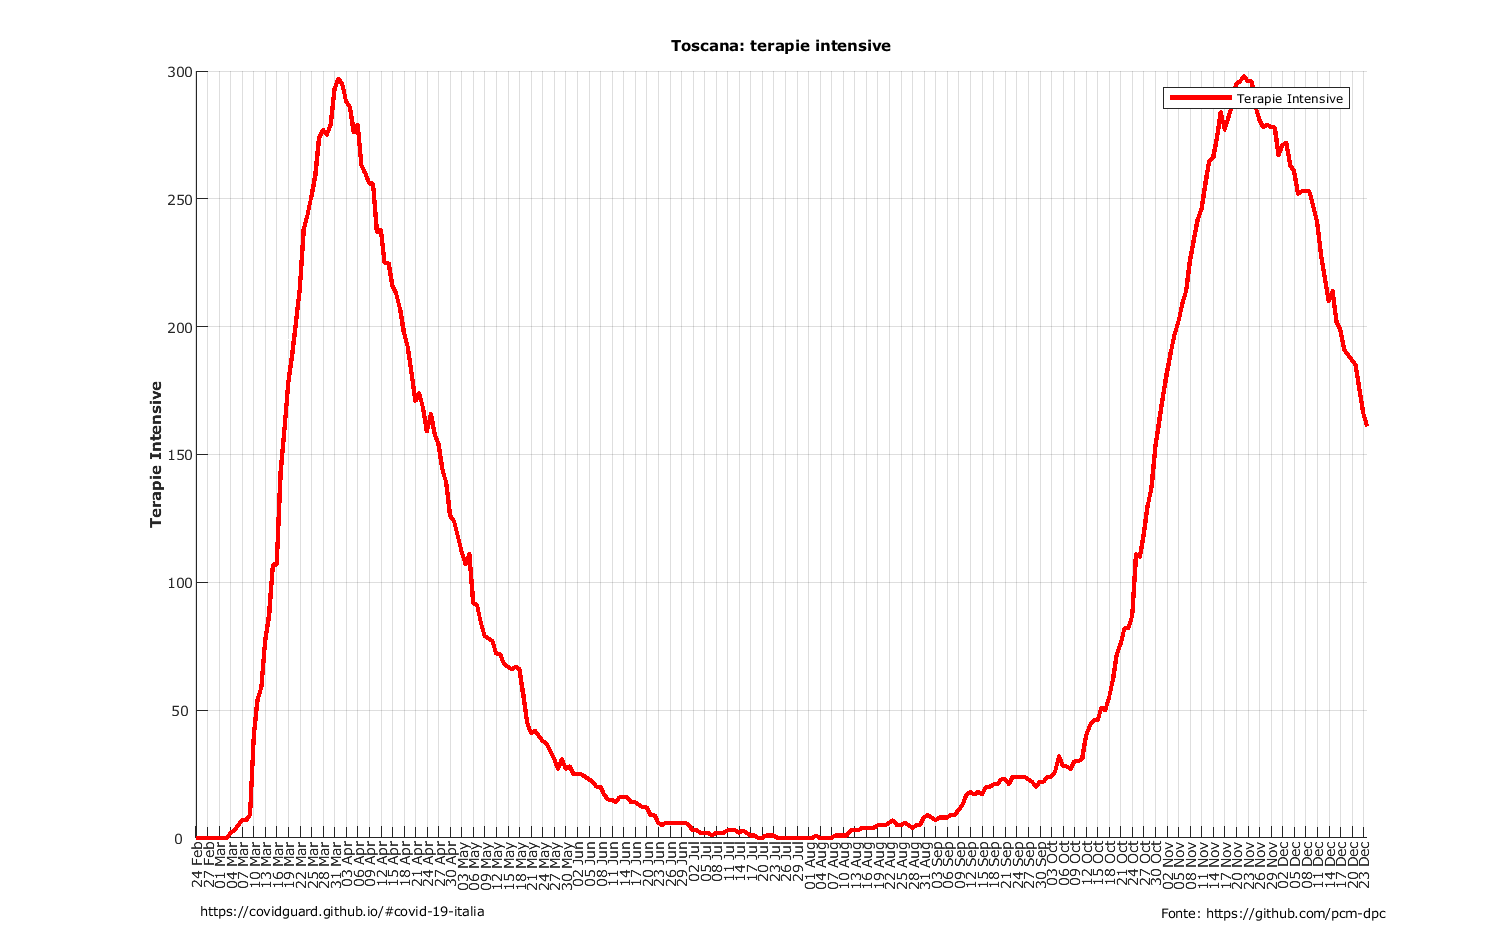 Toscana: terapie intensive
Terapie Intensive
300
250
200
150
100
50
0
Terapie Intensive
24 Feb
27 Feb
01 Mar
04 Mar
07 Mar
10 Mar
13 Mar
16 Mar
19 Mar
22 Mar
25 Mar
28 Mar
31 Mar
03 Apr
06 Apr
09 Apr
12 Apr
15 Apr
18 Apr
21 Apr
24 Apr
27 Apr
30 Apr
03 May
06 May
09 May
12 May
15 May
18 May
21 May
24 May
27 May
30 May
02 Jun
05 Jun
08 Jun
11 Jun
14 Jun
17 Jun
20 Jun
23 Jun
26 Jun
29 Jun
02 Jul
05 Jul
08 Jul
11 Jul
14 Jul
17 Jul
20 Jul
23 Jul
26 Jul
29 Jul
01 Aug
04 Aug
07 Aug
10 Aug
13 Aug
16 Aug
19 Aug
22 Aug
25 Aug
28 Aug
31 Aug
03 Sep
06 Sep
09 Sep
12 Sep
15 Sep
18 Sep
21 Sep
24 Sep
27 Sep
30 Sep
03 Oct
06 Oct
09 Oct
12 Oct
15 Oct
18 Oct
21 Oct
24 Oct
27 Oct
30 Oct
02 Nov
05 Nov
08 Nov
11 Nov
14 Nov
17 Nov
20 Nov
23 Nov
26 Nov
29 Nov
02 Dec
05 Dec
08 Dec
11 Dec
14 Dec
17 Dec
20 Dec
23 Dec
https://covidguard.github.io/#covid-19-italia
Fonte: https://github.com/pcm-dpc